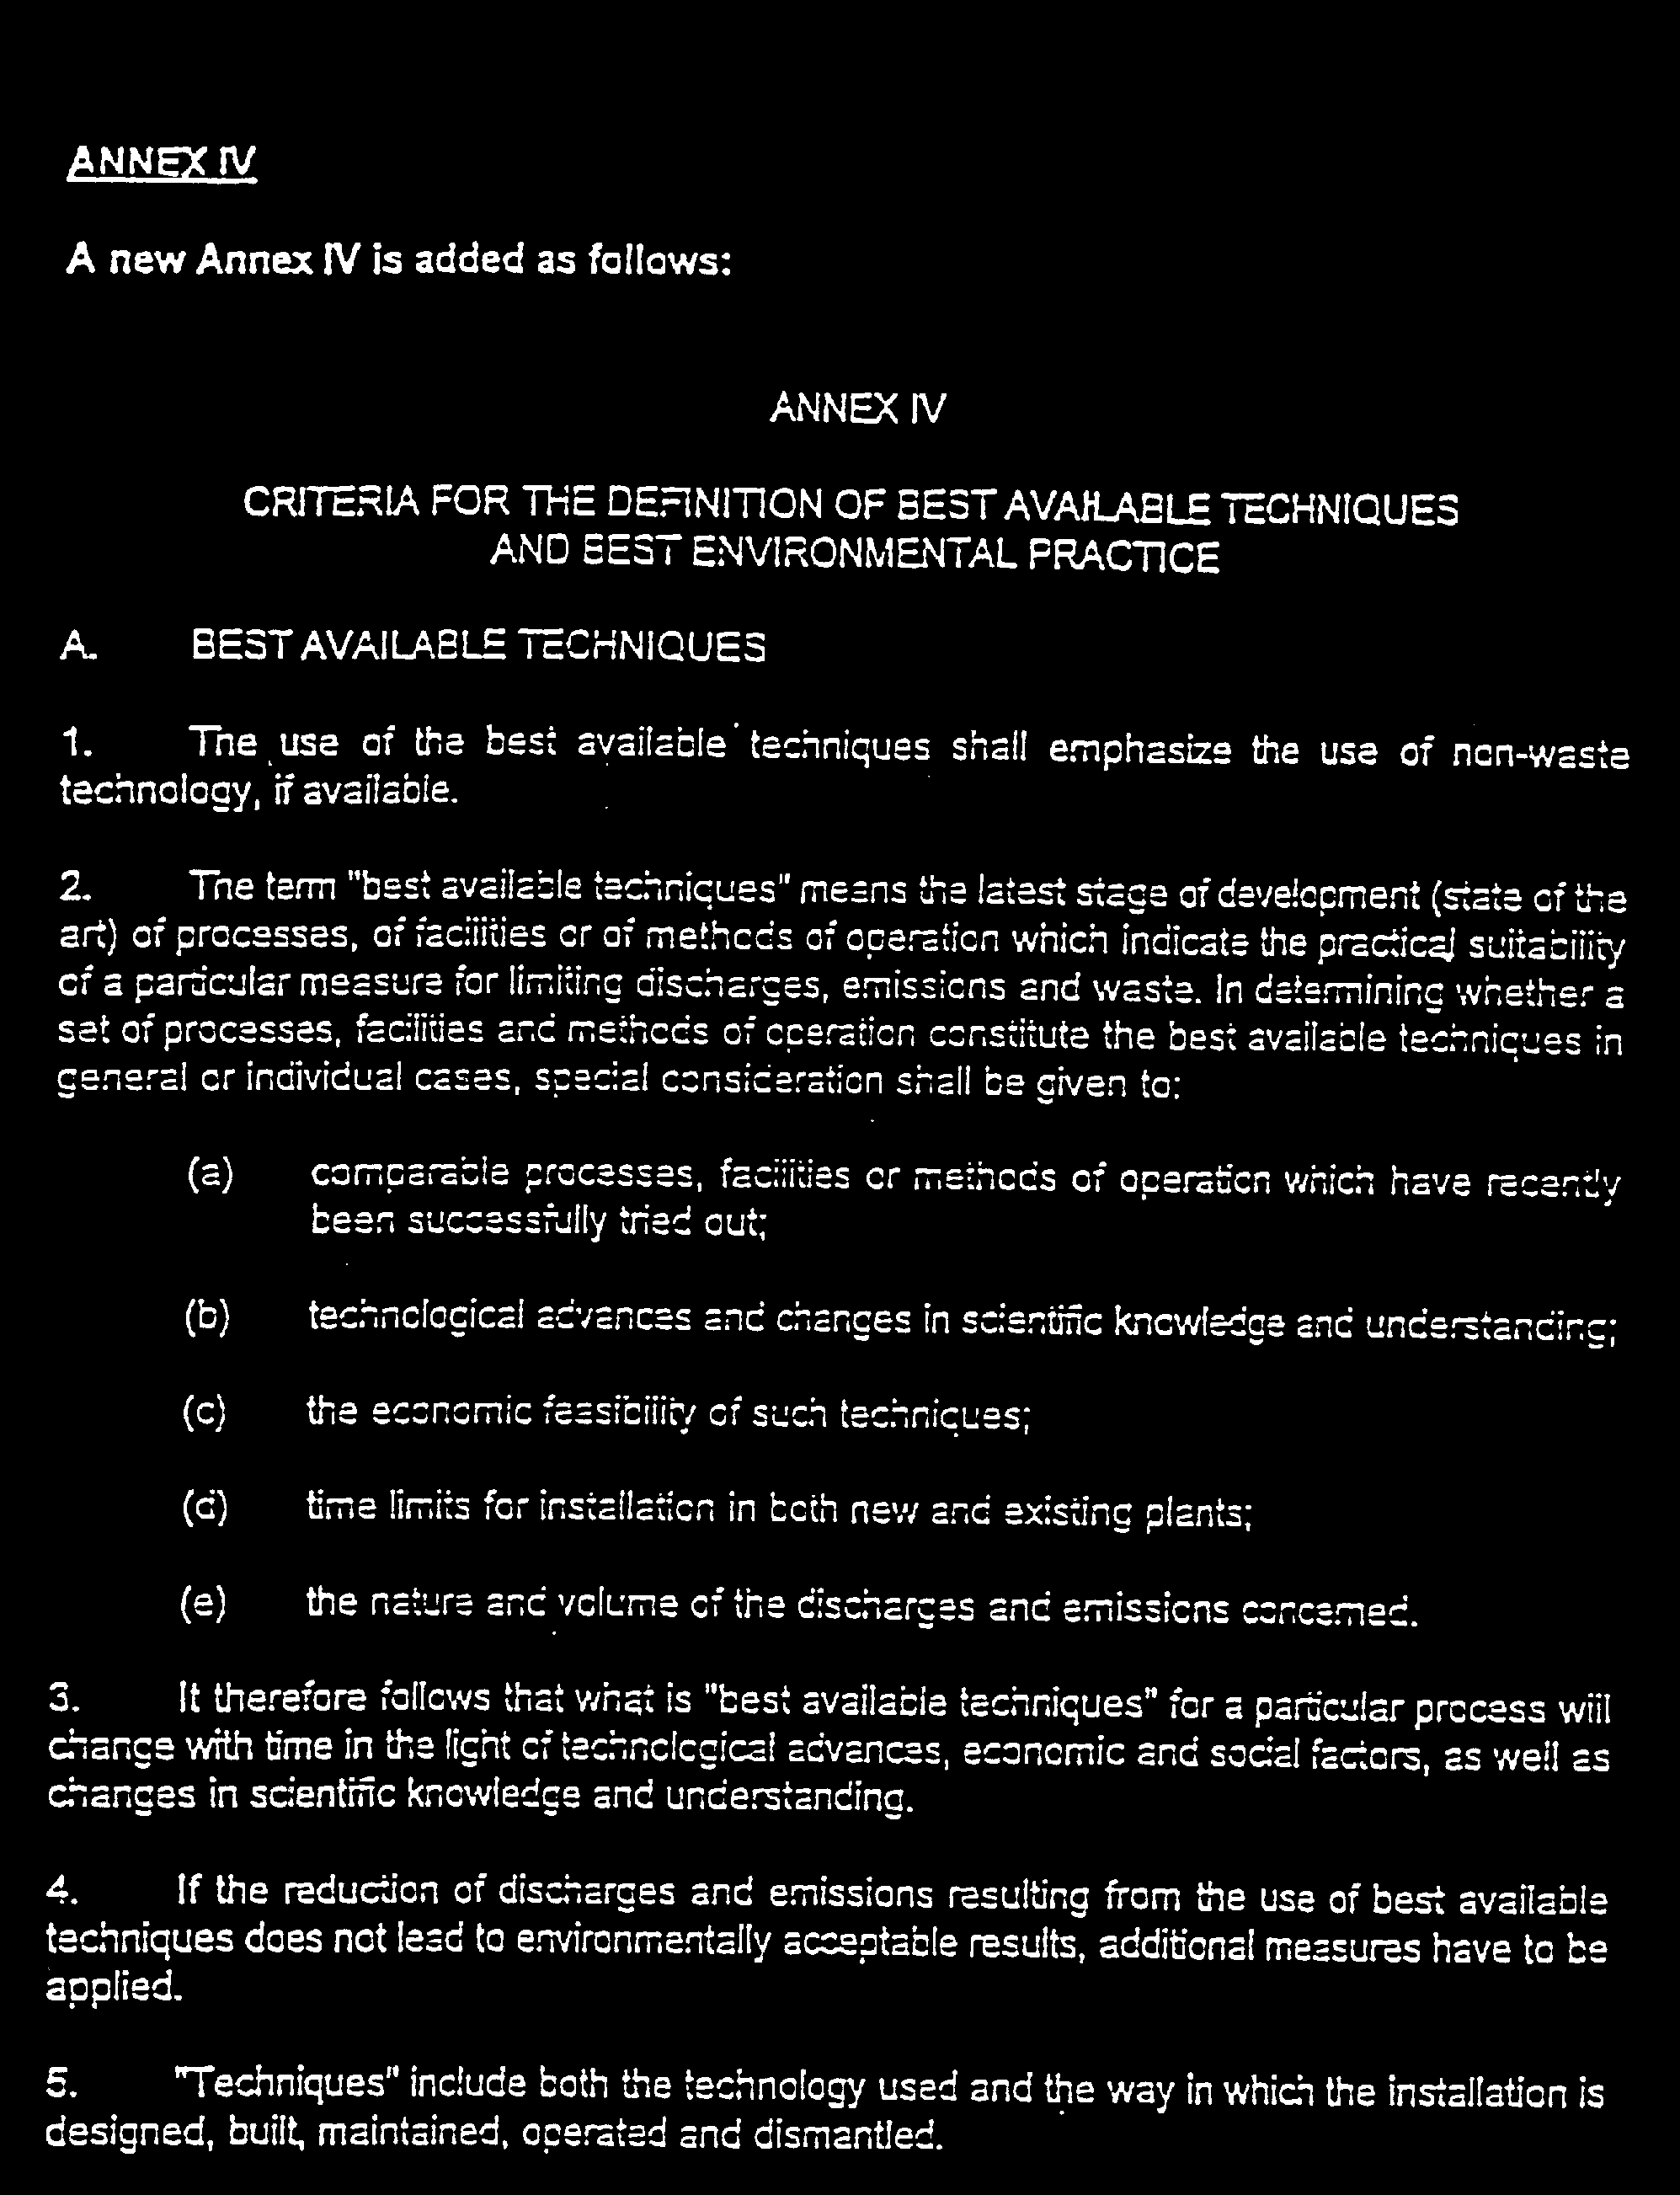 ANNEX IV
A new Annex IV is added as follows:
ANNEX IV
CRITERIA FOR THE DEFINITION OF BEST AVAILABLE TECHNIQUES
AND BEST ENVIRONMENTAL PRACTICE
A. BEST AVAILABLE TECHNIQUES
1. The use of the best available techniques shall emphasize the use of non-waste
technology, if available.
2. The term "best available techniques" means the latest stage of development (state of the
art) of processes, of facilities or of methods of operation which indicate the practical suitability
of a particular measure for limiting discharges, emissions and waste. In determining whether a
set of processes, facilities and methods of operation constitute the best available techniques in
general or individual cases, special consideration shall be given to:
(a) comparable processes, facilities or methods of operation which have recently
been successfully tried out;
(b) technological advances and changes in scientific knowledge and understanding;
(c) the economic feasibility of such techniques;
(d) time limits for installation in both new and existing plants;
(e) the nature and volume of the discharges and emissions concerned.
3. It therefore follows that what is "best available techniques" for a particular process will
change with time in the light of technological advances, economic and social factors, as well as
changes in scientific knowledge and understanding.
4. If the reduction of discharges and emissions resulting from the use of best available
techniques does not lead to environmentally acceptable results, additional measures have to be
applied.
5. "Techniques" include both the technology used and the way in which the installation is
designed, built, maintained, operated and dismantled.